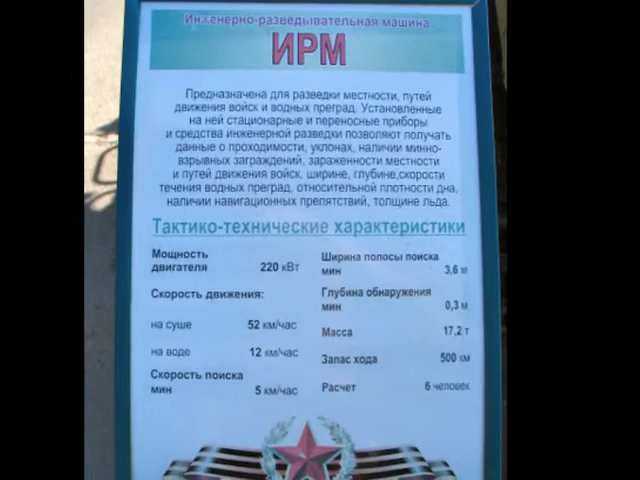 Инженерно-разведывательная машина
ИРМ
Предназначена для разведки местности, путей
движения войск и водных преград. Установленные
на ней стационарные и переносные приборы
и средства инженерной разведки позволяют получать
данные о проходимости, уклонах, наличии минно-
взрывных заграждений, зараженности местности
и путей движения войск, ширине, глубине,скорости
течения водных преград, относительной плотности дна,
наличии навигационных препятствий, толщине льда.
Тактико-технические характеристики
Мощность
двигателя 220 кВт
Скорость движения:
на суше 52 км/час
на воде 12 км/час
Скорость поиска
мин 5 км/час
Ширина полосы поиска
мин 3,6 м
Глубина обнаружения
мин 0,3 м
Масса 17,2 т
Запас хода 500 км
Расчет 6 человек